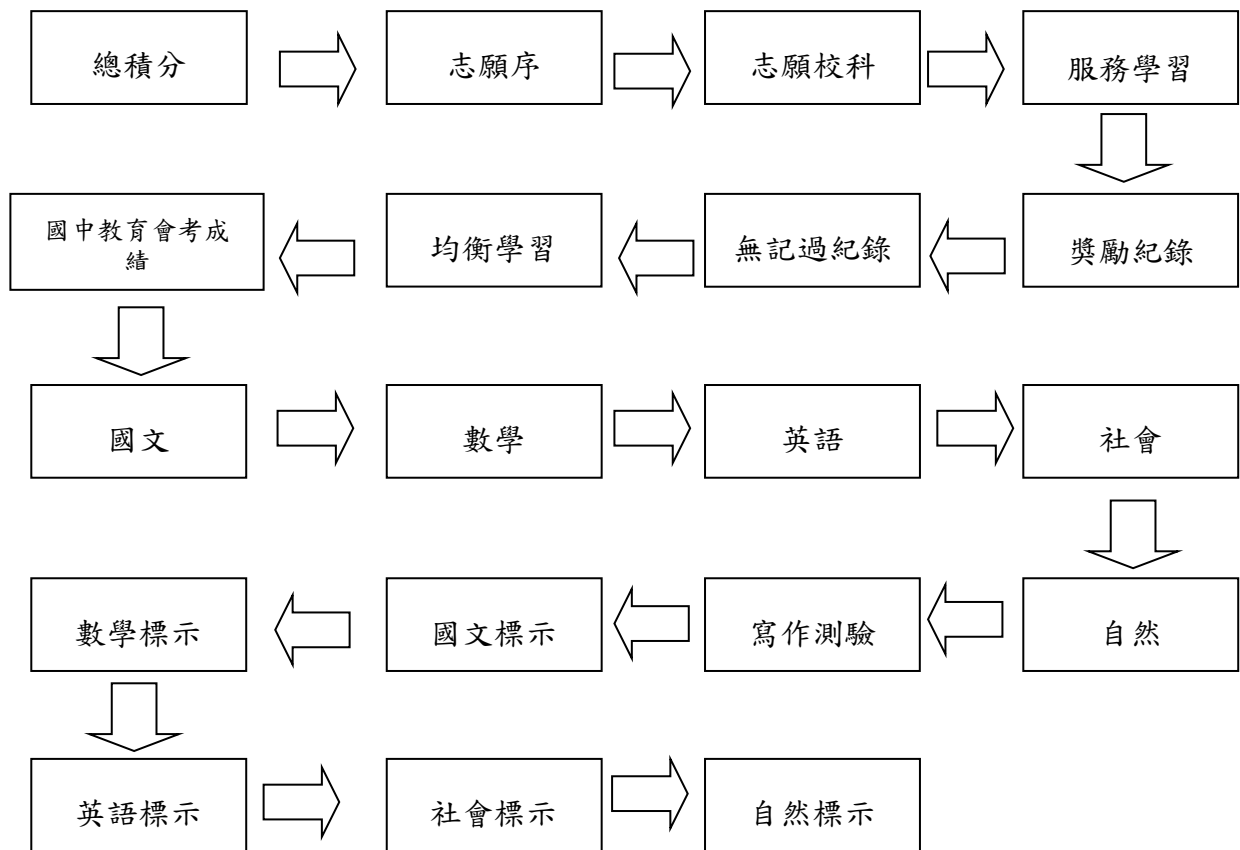 總積分
志願序
志願校科
服務學習
獎勵紀錄
無記過紀錄
均衡學習
國中教育會考成
績
國文
數學
英語
社會
自然
寫作測驗
國文標示
數學標示
英語標示
社會標示
自然標示